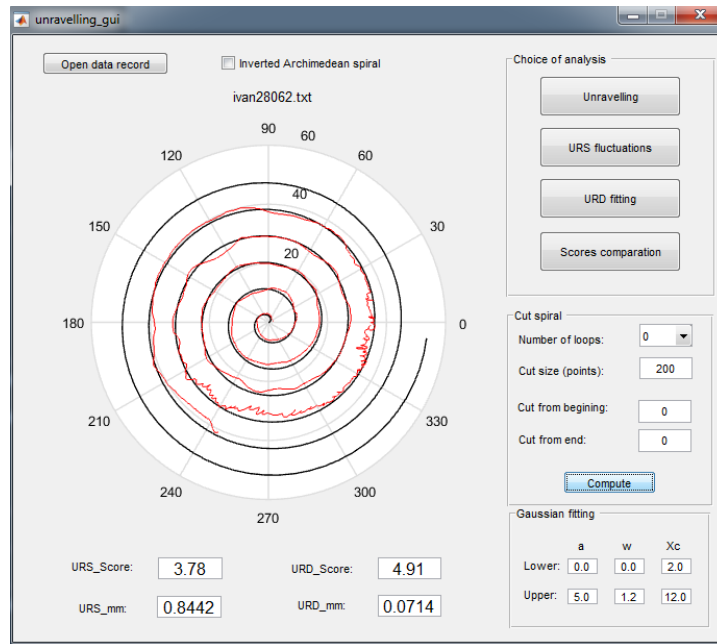 unravelling_gui
Open data record
Inverted Archimedean spiral
ivan28062.txt
90
60
120
60
40
150
30
20
180
0
210
330
240
300
270
URS_Score: 3.78
URD_Score: 4.91
URS_mm: 0.8442
URD_mm: 0.0714
Choice of analysis
Unravelling
URS fluctuations
URD fitting
Scores comparation
Cut spiral
Number of loops: 0
Cut size (points): 200
Cut from begining: 0
Cut from end: 0
Compute
Gaussian fitting
a w Xc
Lower: 0.0 0.0 2.0
Upper: 5.0 1.2 12.0